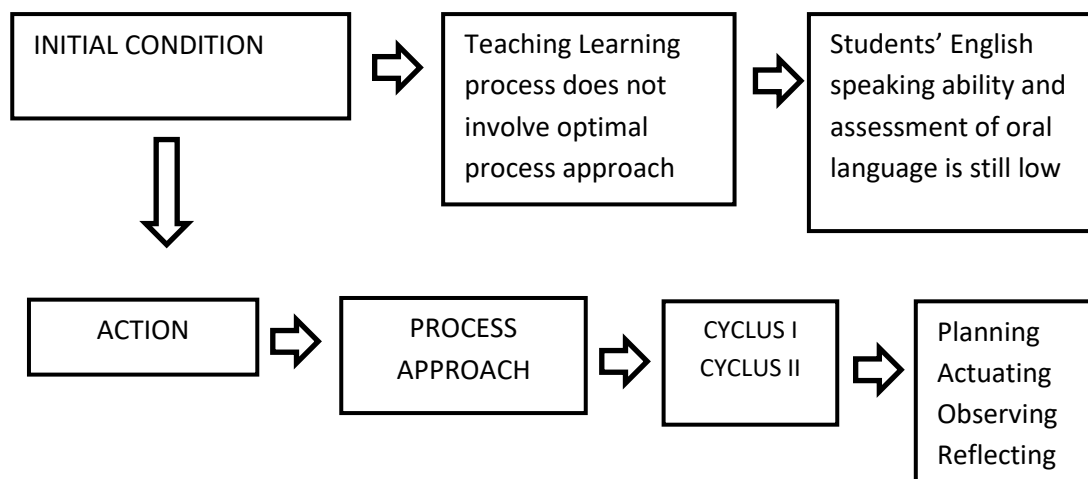 INITIAL CONDITION
Teaching Learning
process does not
involve optimal
process approach
Students’ English
speaking ability and
assessment of oral
language is still low
ACTION
PROCESS
APPROACH
CYCLUS I
CYCLUS II
Planning
Actuating
Observing
Reflecting